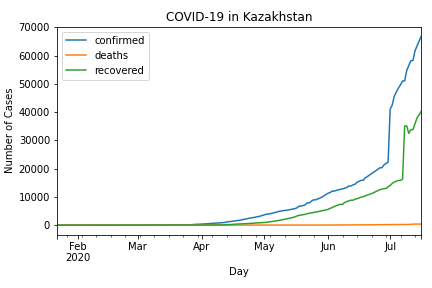 COVID-19 in Kazakhstan
70000
60000
50000
40000
30000
20000
10000
0
Number of Cases
confirmed
deaths
recovered
Feb Mar Apr May Jun Jul
2020
Day